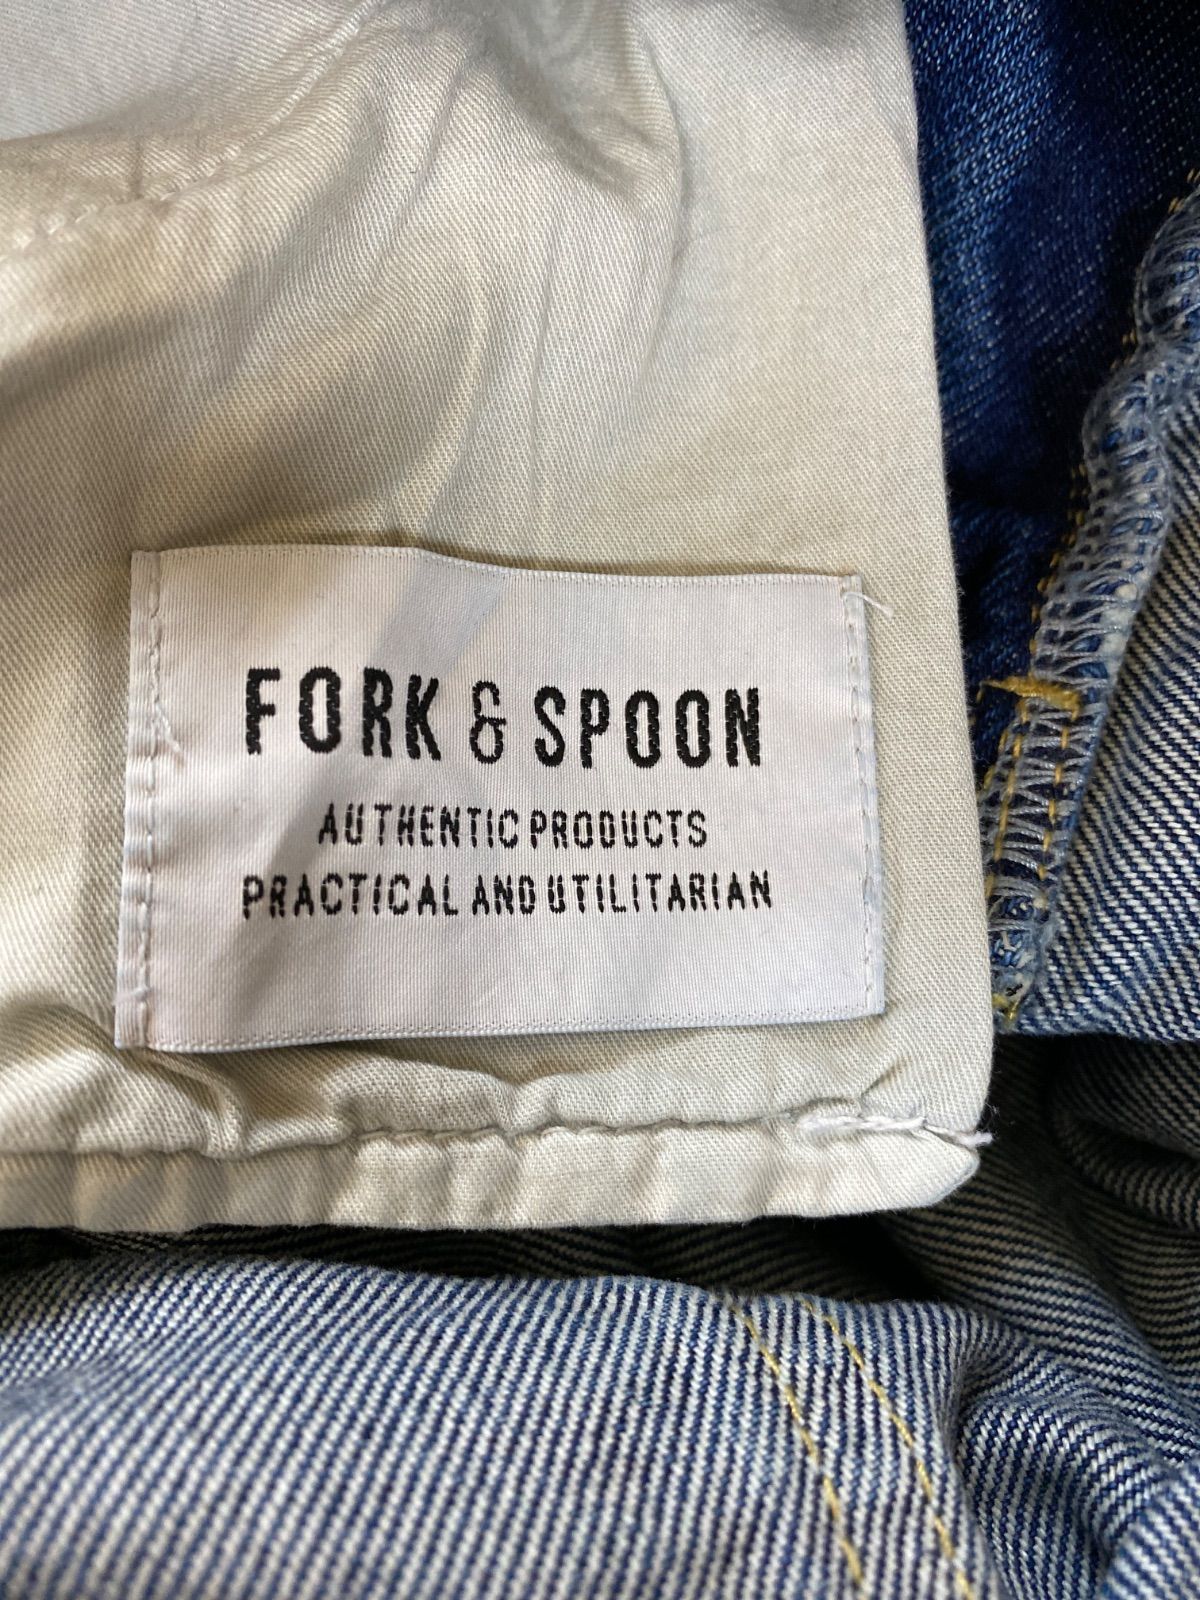 FORK & SPOON
AUTHENTIC PRODUCTS
PRACTICAL AND UTILITARIAN